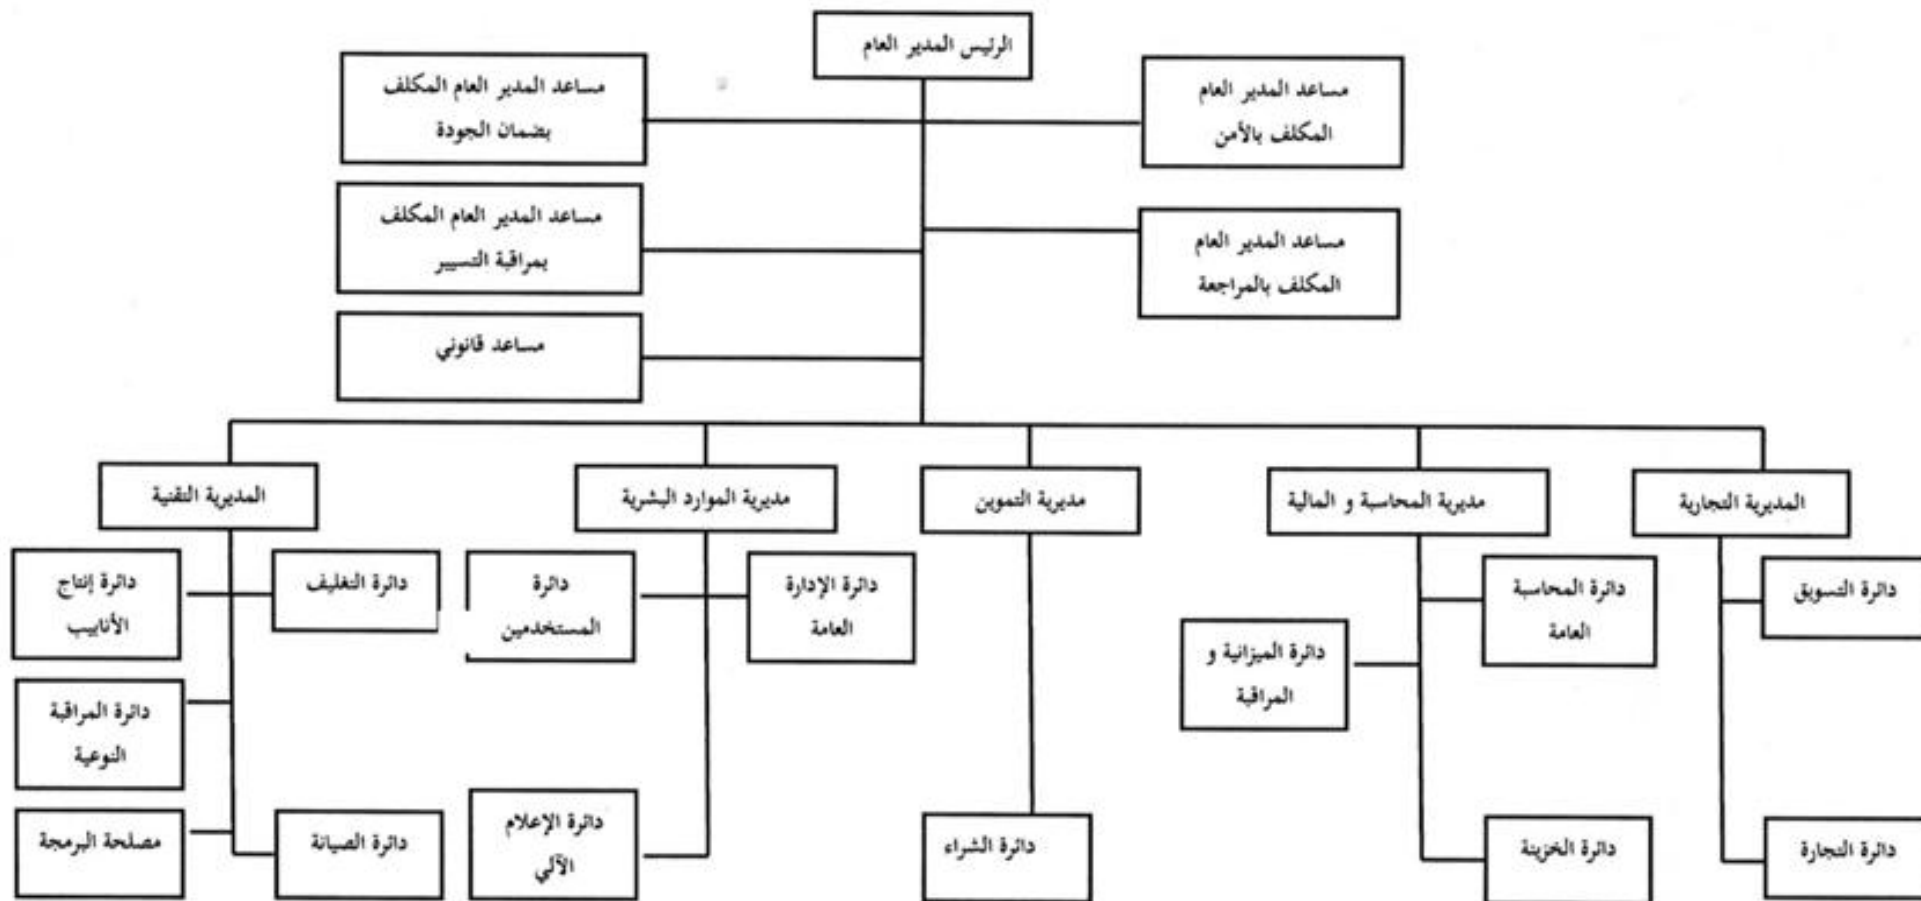 الرئيس المدير العام
مساعد المدير العام
المكلف بالأمن
مساعد المدير العام المكلف
بضمان الجودة
مساعد المدير العام
المكلف بالمراجعة
مساعد المدير العام المكلف
بمراقبة التسيير
مساعد قانوني
المديرية التجارية
مديرية المحاسبة و المالية
مديرية التموين
مديرية الموارد البشرية
المديرية التقنية
دائرة التسويق
دائرة التجارة
دائرة المحاسبة
العامة
دائرة الميزانية و
المراقبة
دائرة الخزينة
دائرة الشراء
دائرة الإدارة
العامة
دائرة
المستخدمين
دائرة الإعلام
الآلي
دائرة التغليف
دائرة إنتاج
الأنابيب
دائرة المراقبة
النوعية
دائرة الصيانة
مصلحة البرمجة